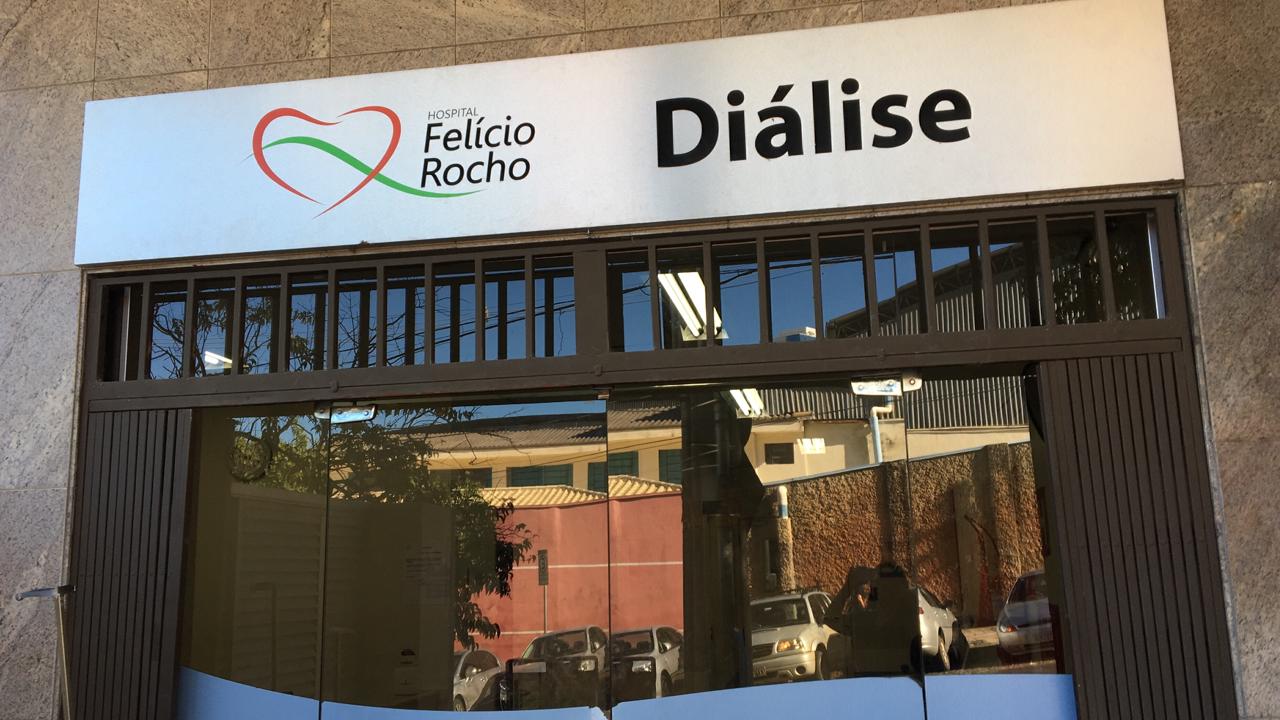 HOSPITAL
Felício
Rocho
Diálise